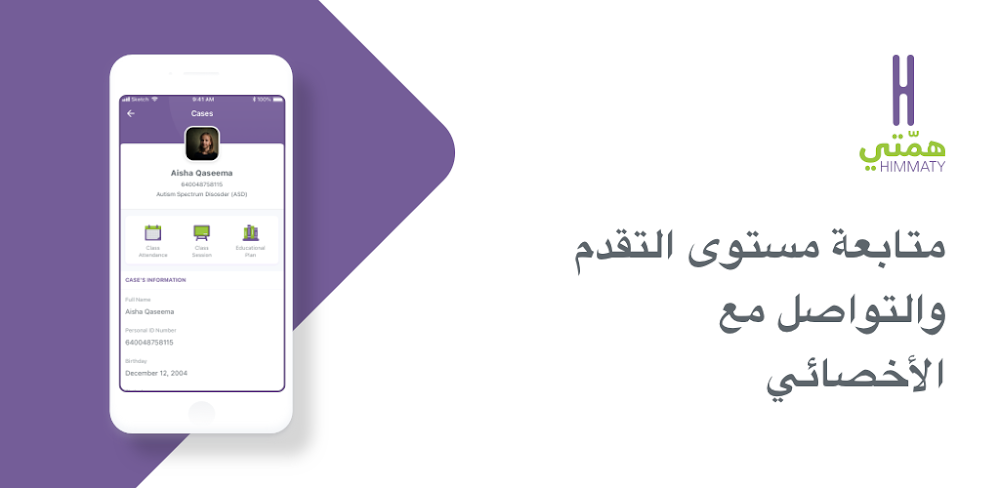 Sketch 9:41 AM 100%
Cases
Aisha Qaseema
640048758115
Autism Spectrum Disorder (ASD)
Class Attendance
Class Session
Educational Plan
CASE'S INFORMATION
Full Name
Aisha Qaseema
Personal ID Number
640048758115
Birthday
December 12, 2004
همّتي
HIMMATY
متابعة مستوى التقدم
والتواصل مع
الأخصائي